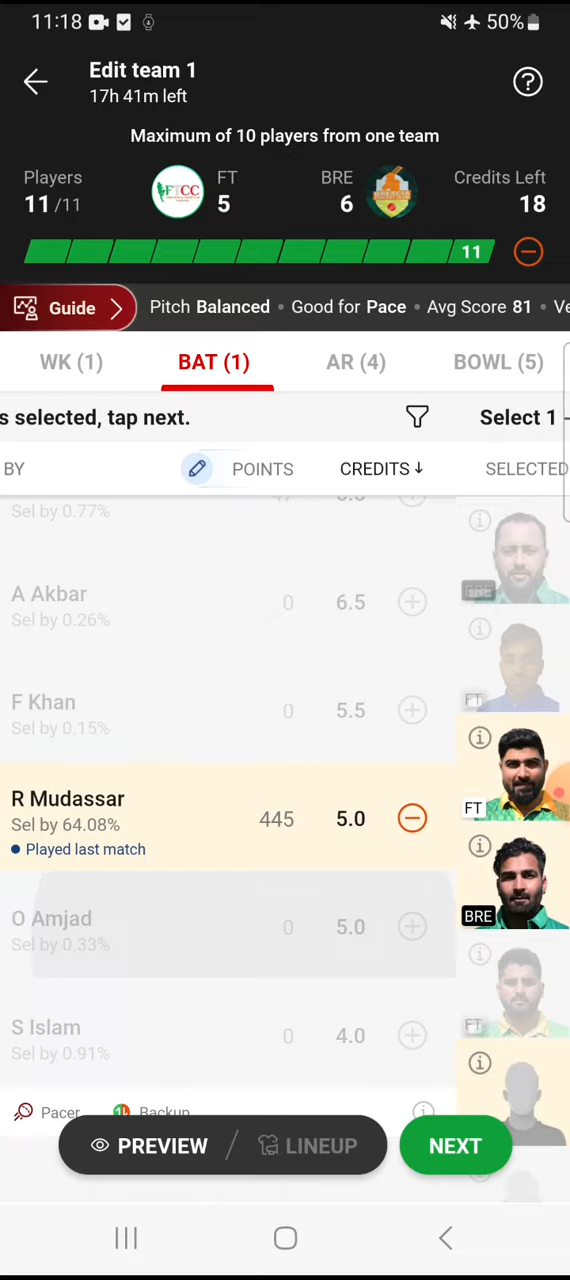 11:18
50%
Edit team 1
17h 41m left
Maximum of 10 players from one team
Players
11/11
FTCC
FT
5
BRE
6
BRESCIA
Credits Left
18
11
Guide
Pitch Balanced • Good for Pace • Avg Score 81 • Ve
WK (1)
BAT (1)
AR (4)
BOWL (5)
s selected, tap next.
Select 1 -
BY
POINTS
CREDITS↓
SELECTED
Sel by 0.77%
BRE
A Akbar
Sel by 0.26%
0
6.5
FT
F Khan
Sel by 0.15%
0
5.5
R Mudassar
Sel by 64.08%
• Played last match
445
5.0
FT
BRE
O Amjad
Sel by 0.33%
0
5.0
S Islam
Sel by 0.91%
0
4.0
FT
Pacer
Backup
PREVIEW / LINEUP
NEXT